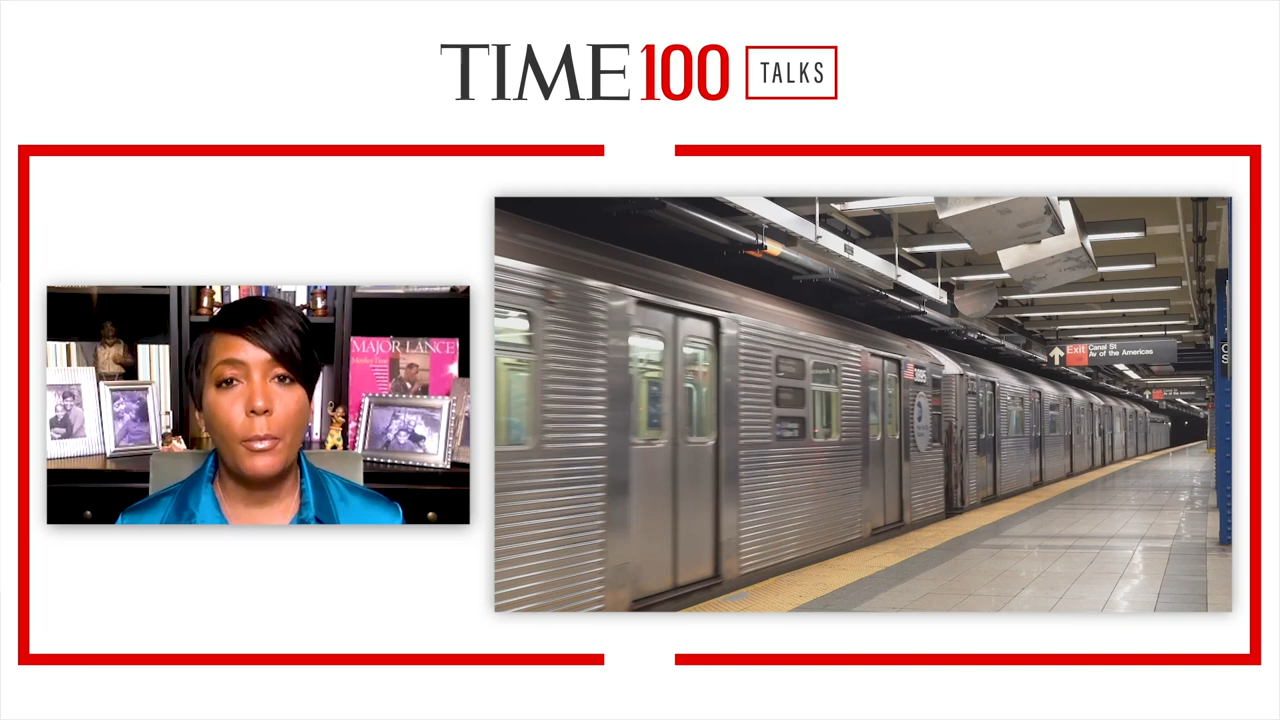 TIME100 TALKS
MAJOR LANCE
Exit
Canal St
Av of the Americas